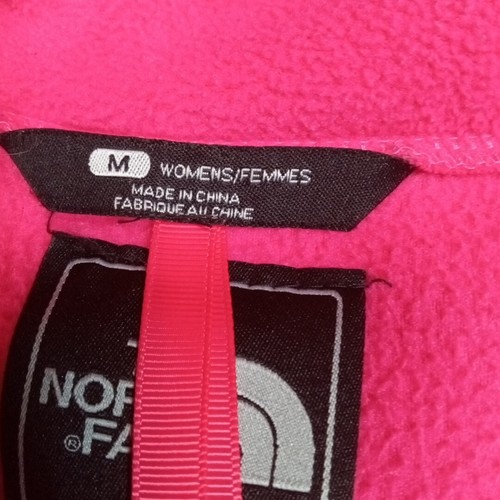 M WOMENS/FEMMES
MADE IN CHINA
FABRIQUE AU CHINE
NOR
® FA